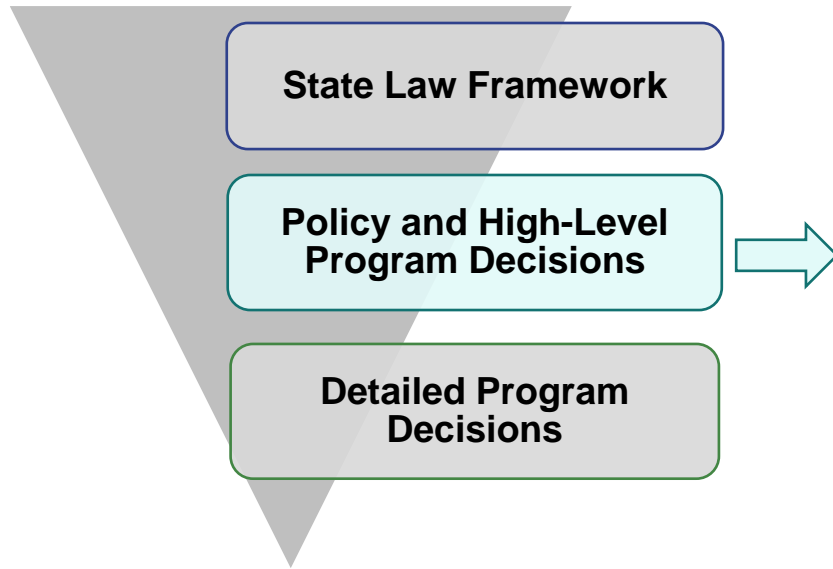 State Law Framework
Policy and High-Level
Program Decisions
Detailed Program
Decisions